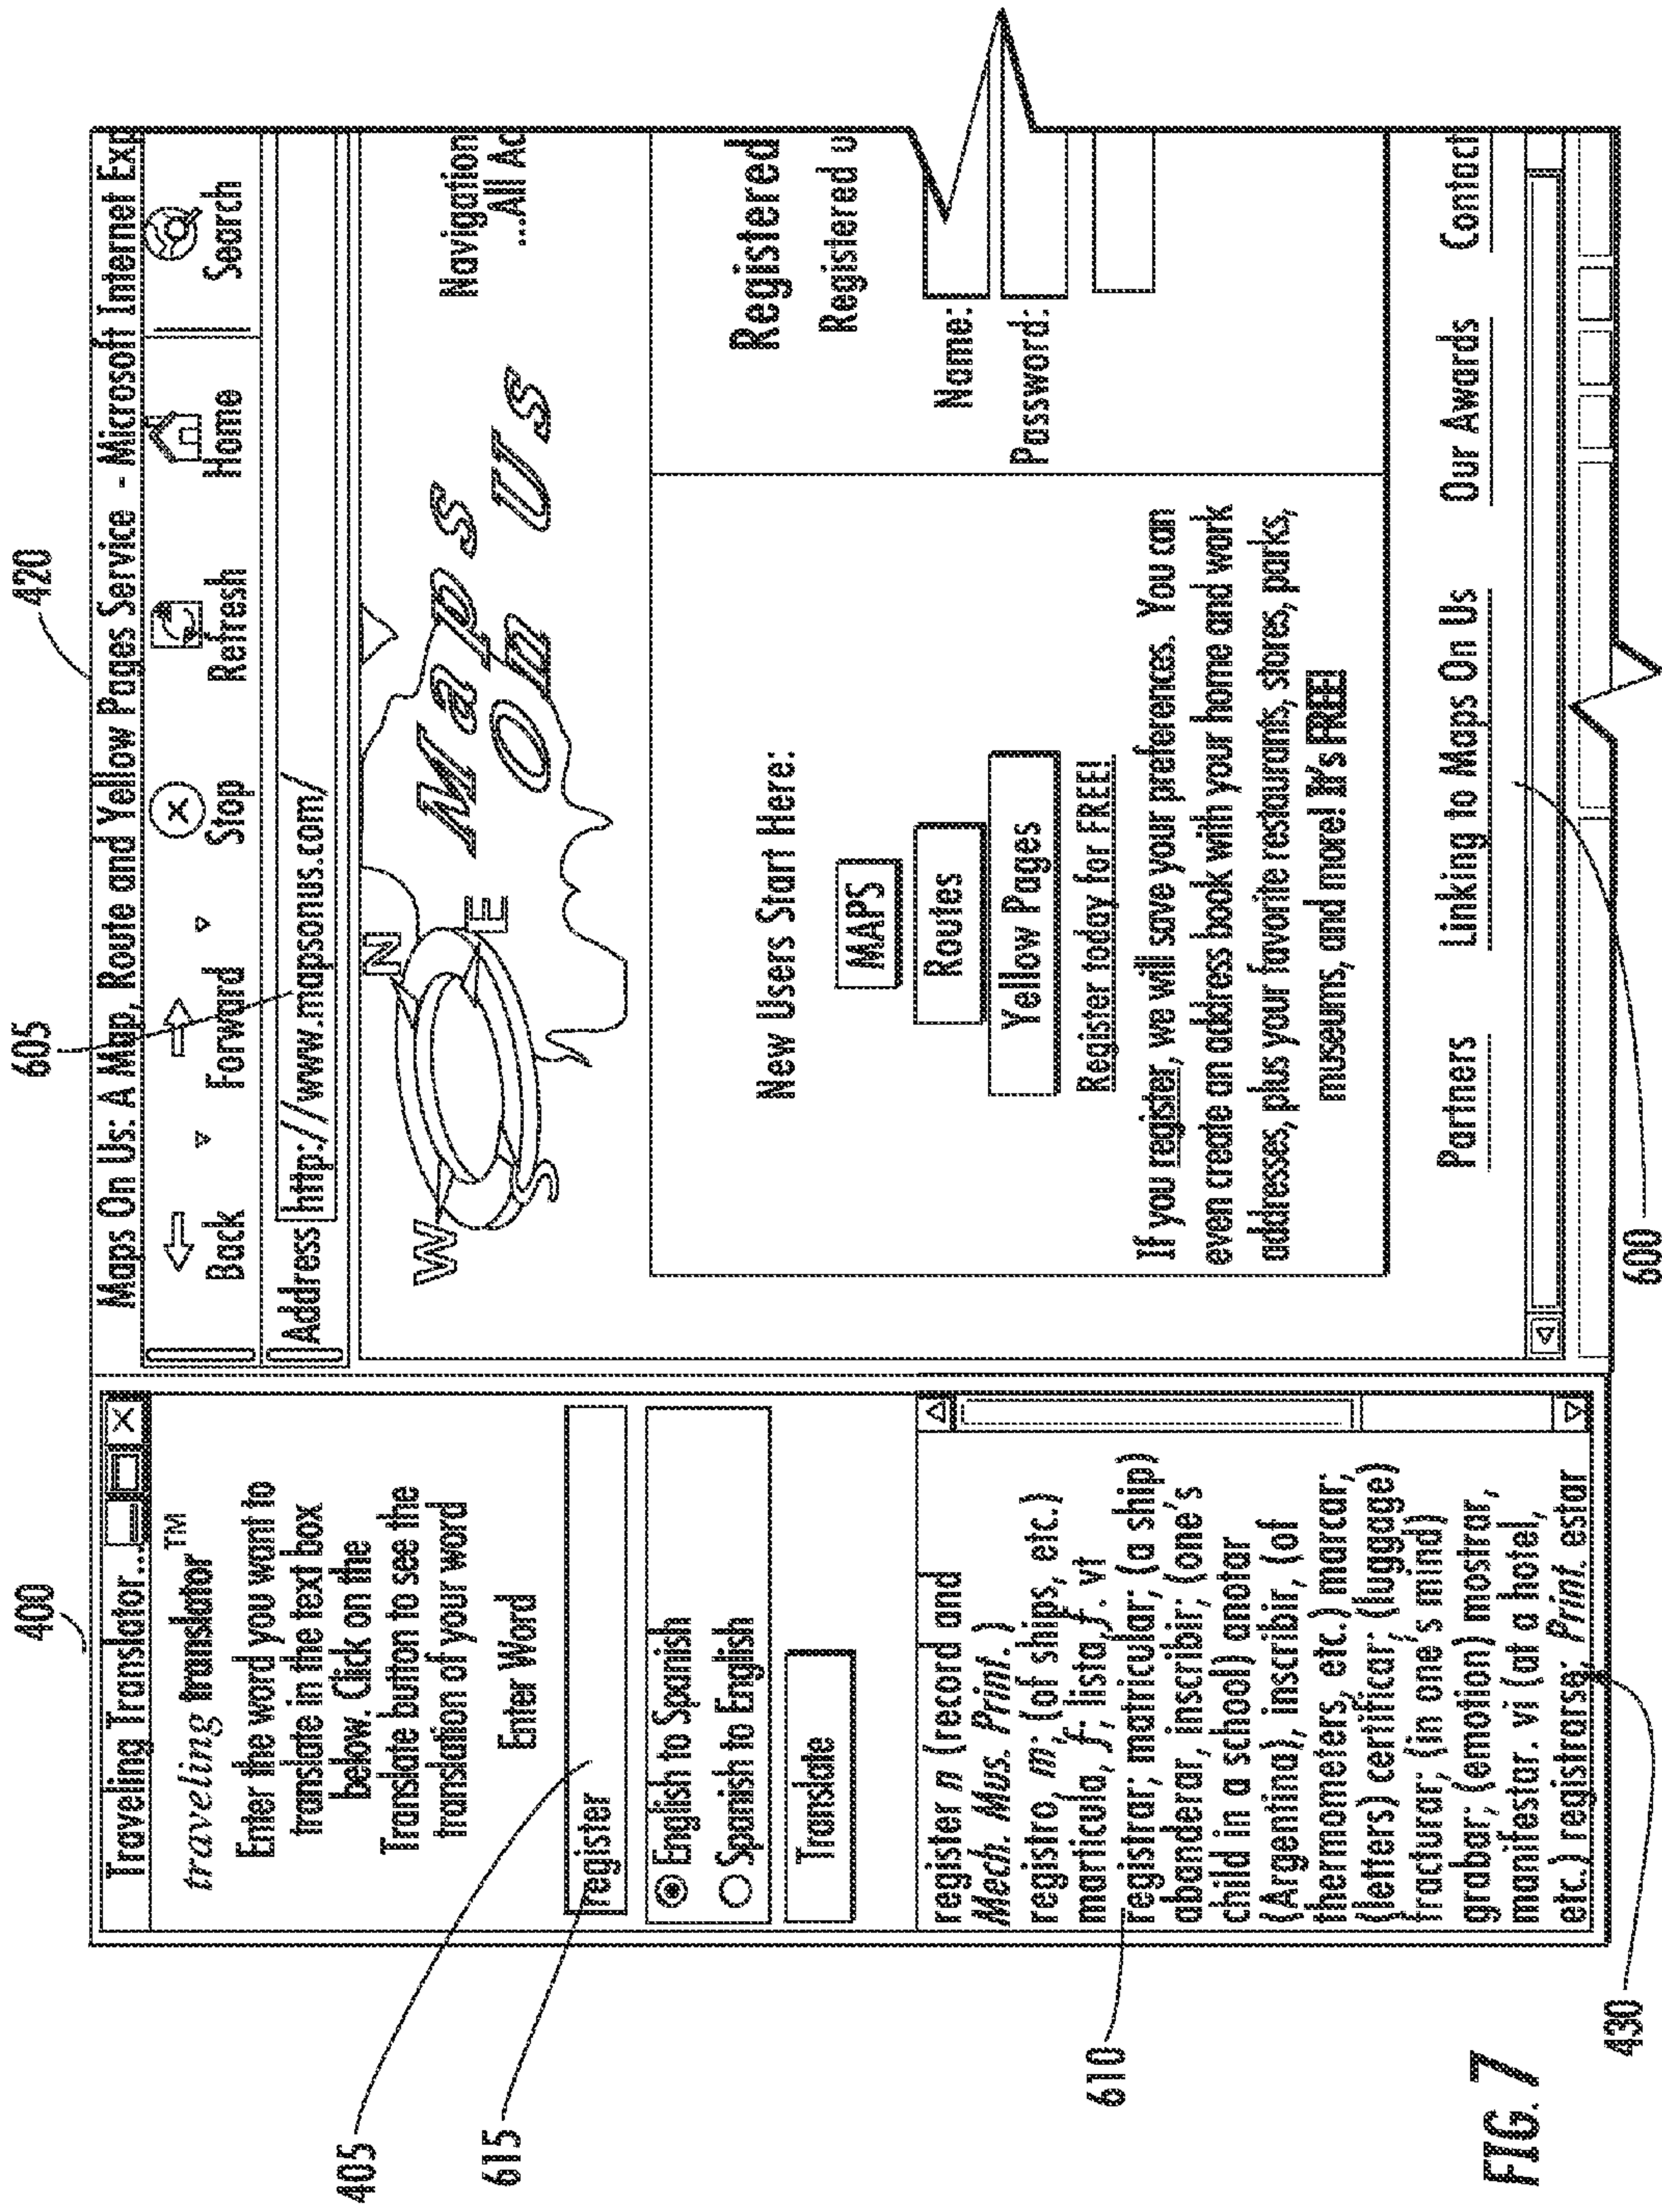 400
420
605
Traveling Translator...
traveling translator TM
Enter the word you want to
translate in the text box
below. Click on the
Translate button to see the
translation of your word
Enter Word
register
English to Spanish
Spanish to English
Translate
register n (record and
Mech. Mus. Print.)
registro, m; (of ships, etc.)
matrícula, f; lista, f. vt
registrar; matricular; (a ship)
abanderar, inscribir; (one's
child in a school) anotar
(Argentina), inscribir, (of
thermometers, etc.) marcar;
(letters) certificar; (luggage)
facturar; (in one's mind)
grabar; (emotion) mostrar,
manifestar. vi (at a hotel,
etc.) registrarse; Print. estar
Maps On Us: A Map, Route and Yellow Pages Service - Microsoft Internet Exp
Back Forward Stop Refresh Home Search
Address http://www.mapsonus.com/
N
W E
S
Maps
On Us
Navigation
...All Ac
New Users Start Here:
MAPS
Routes
Yellow Pages
Register today for FREE!
If you register, we will save your preferences. You can
even create an address book with your home and work
addresses, plus your favorite restaurants, stores, parks,
museums, and more! It's FREE!
Registered
Registered u
Name:
Password:
Partners Linking to Maps On Us Our Awards Contact
405
615
610
430
600
FIG. 7